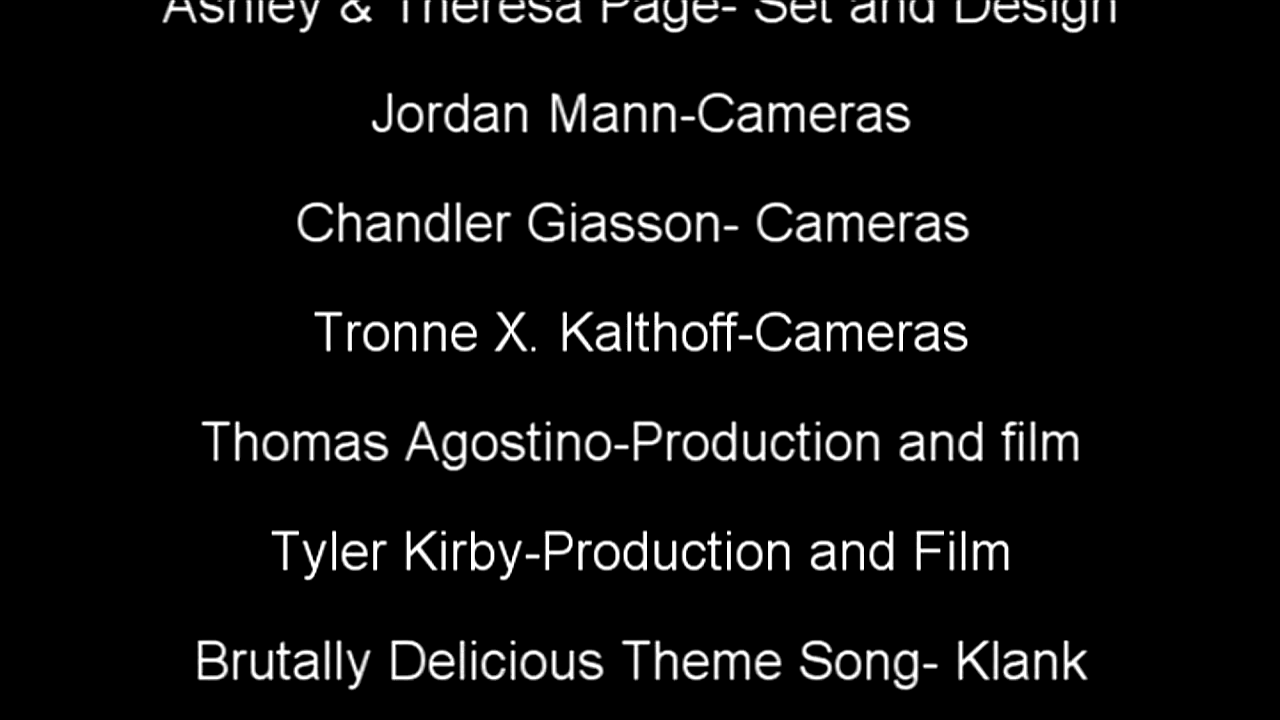 Ashley & Theresa Page- Set and Design
Jordan Mann-Cameras
Chandler Giasson- Cameras
Tronne X. Kalthoff-Cameras
Thomas Agostino-Production and film
Tyler Kirby-Production and Film
Brutally Delicious Theme Song- Klank